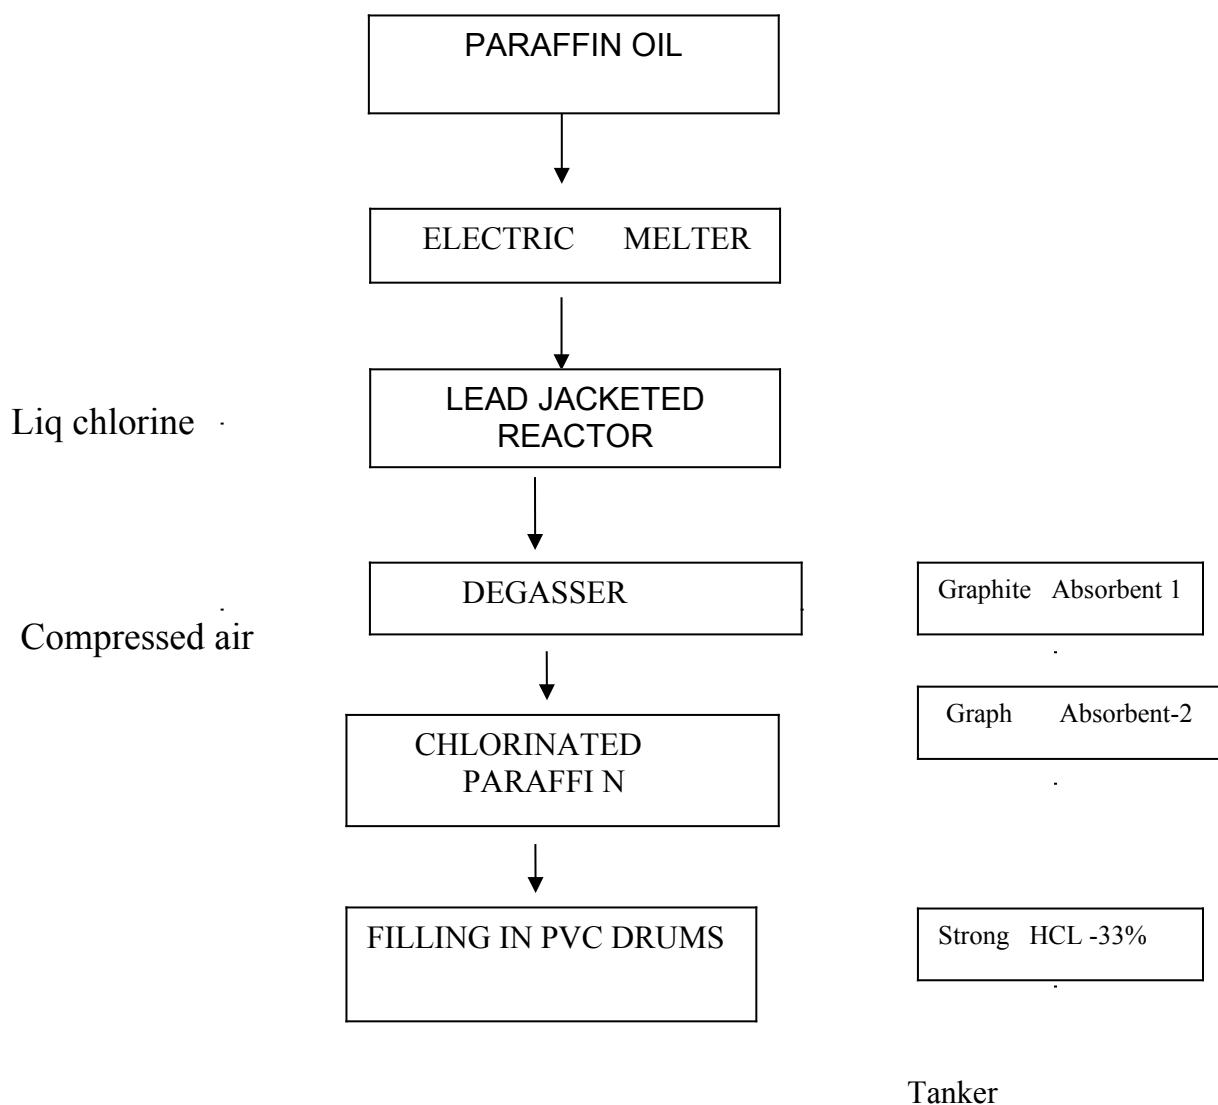 PARAFFIN OIL
ELECTRIC MELTER
LEAD JACKETED
REACTOR
Liq chlorine
DEGASSER
Graphite Absorbent 1
Compressed air
Graph Absorbent-2
CHLORINATED
PARAFFI N
FILLING IN PVC DRUMS
Strong HCL -33%
Tanker